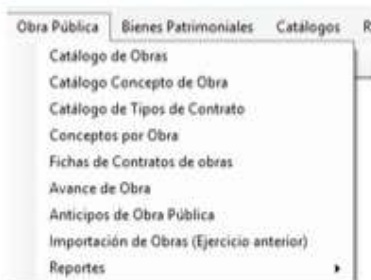 Obra Pública Bienes Patrimoniales Catálogos R
Catálogo de Obras
Catálogo Concepto de Obra
Catálogo de Tipos de Contrato
Conceptos por Obra
Fichas de Contratos de obras
Avance de Obra
Anticipos de Obra Pública
Importación de Obras (Ejercicio anterior)
Reportes